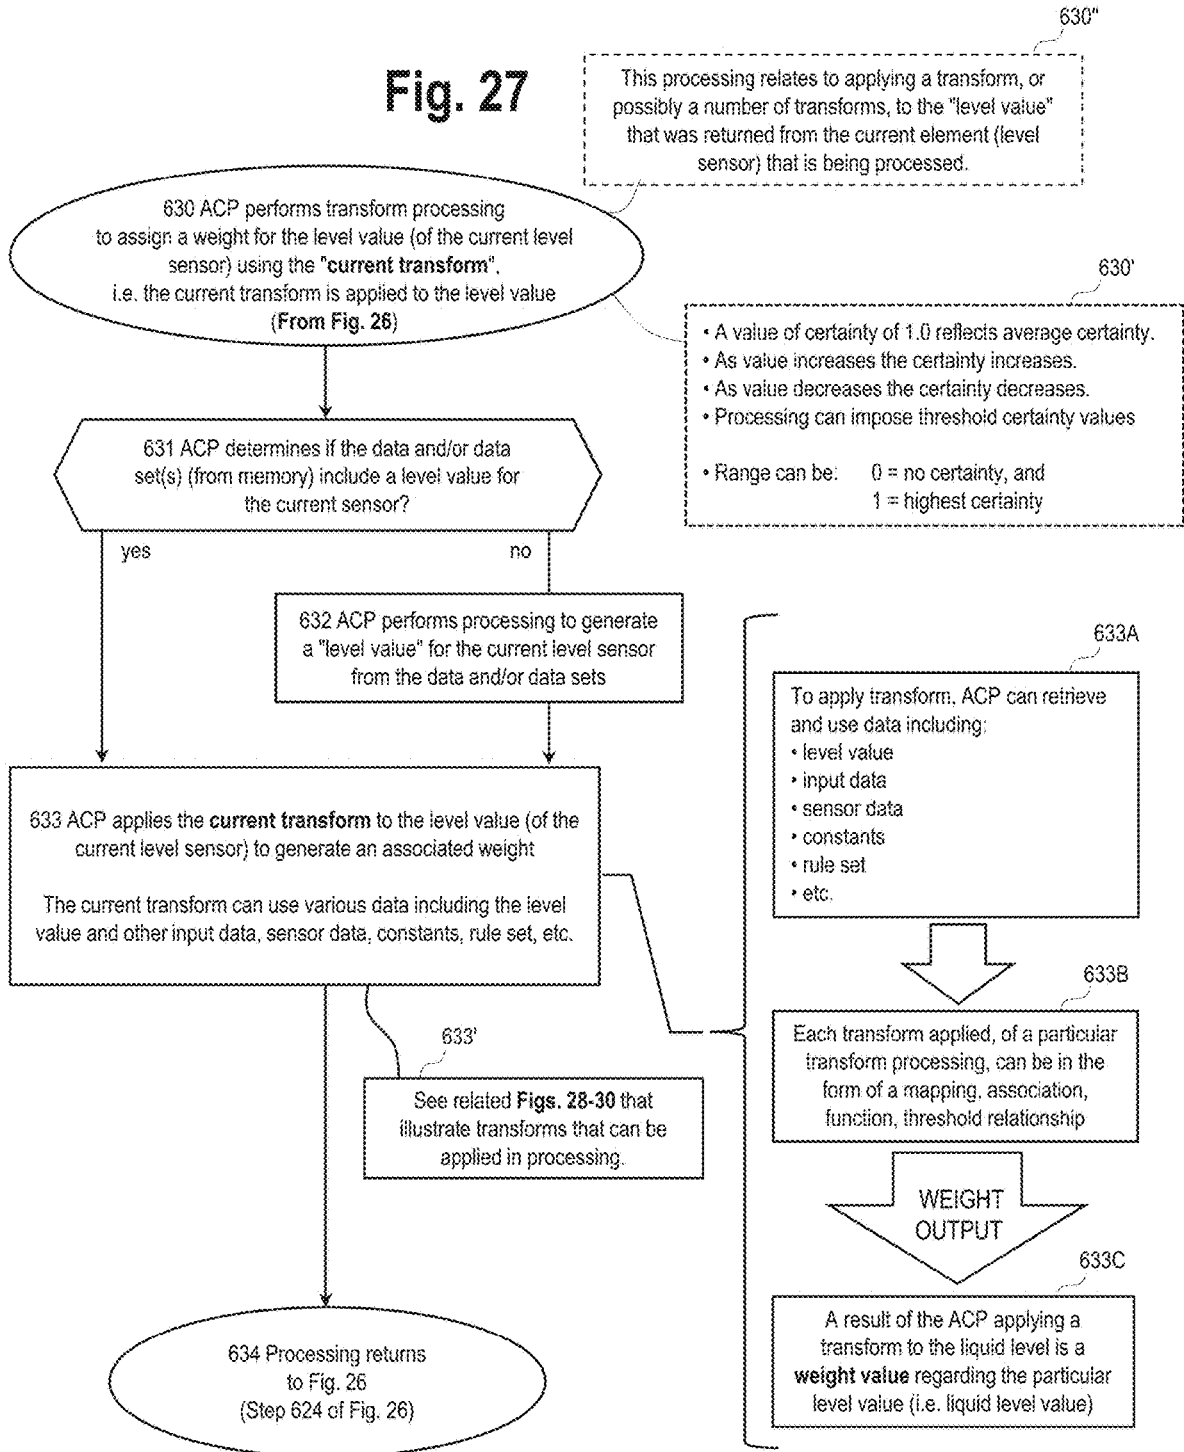 Fig. 27
630"
This processing relates to applying a transform, or
possibly a number of transforms, to the "level value"
that was returned from the current element (level
sensor) that is being processed.
630 ACP performs transform processing
to assign a weight for the level value (of the current level
sensor) using the "current transform",
i.e. the current transform is applied to the level value
(From Fig. 26)
630'
• A value of certainty of 1.0 reflects average certainty.
• As value increases the certainty increases.
• As value decreases the certainty decreases.
• Processing can impose threshold certainty values
• Range can be: 0 = no certainty, and
1 = highest certainty
631 ACP determines if the data and/or data
set(s) (from memory) include a level value for
the current sensor?
yes
no
632 ACP performs processing to generate
a "level value" for the current level sensor
from the data and/or data sets
633 ACP applies the current transform to the level value (of the
current level sensor) to generate an associated weight
The current transform can use various data including the level
value and other input data, sensor data, constants, rule set, etc.
633'
See related Figs. 28-30 that
illustrate transforms that can be
applied in processing.
634 Processing returns
to Fig. 26
(Step 624 of Fig. 26)
633A
To apply transform, ACP can retrieve
and use data including:
• level value
• input data
• sensor data
• constants
• rule set
• etc.
633B
Each transform applied, of a particular
transform processing, can be in the
form of a mapping, association,
function, threshold relationship
WEIGHT
OUTPUT
633C
A result of the ACP applying a
transform to the liquid level is a
weight value regarding the particular
level value (i.e. liquid level value)